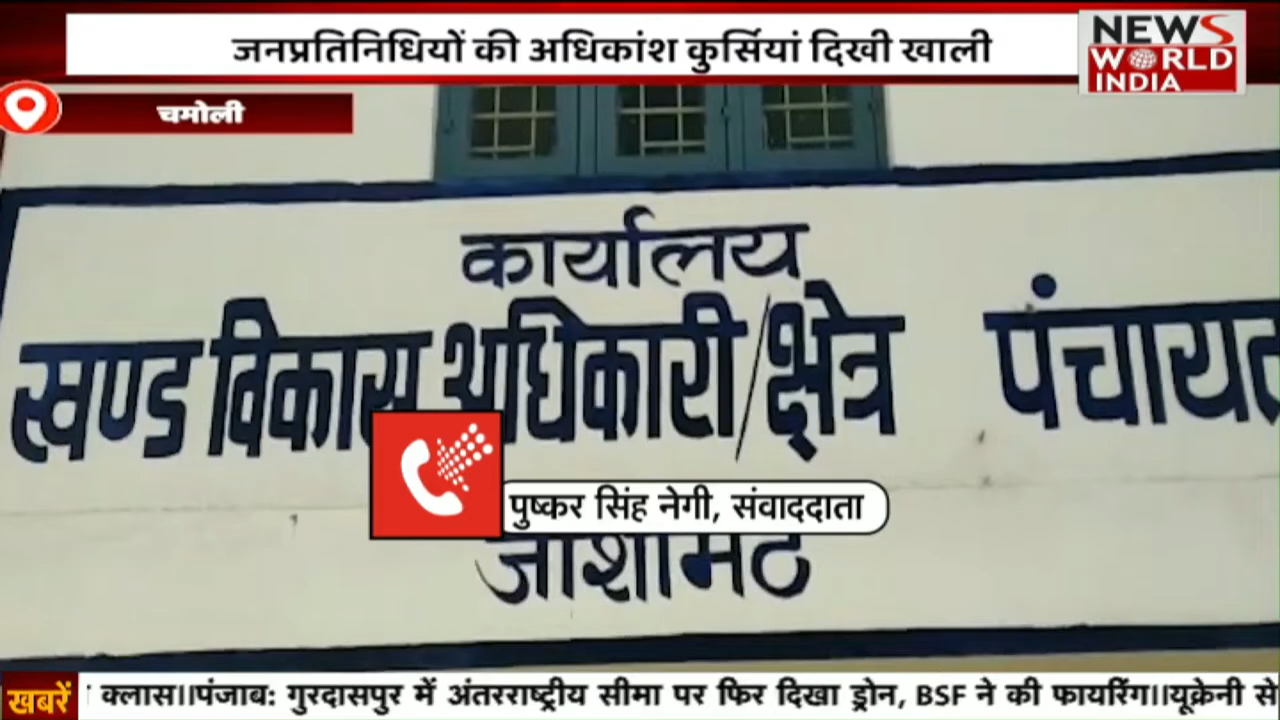 जनप्रतिनिधियों की अधिकांश कुर्सियां दिखी खाली
NEWS
WORLD
INDIA
चमोली
कार्यालय
खण्ड विकास अधिकारी/क्षेत्र पंचायत
पुष्कर सिंह नेगी, संवाददाता
जोशीमठ
खबरें
क्लास||पंजाब: गुरदासपुर में अंतरराष्ट्रीय सीमा पर फिर दिखा ड्रोन, BSF ने की फायरिंग||यूक्रेनी से